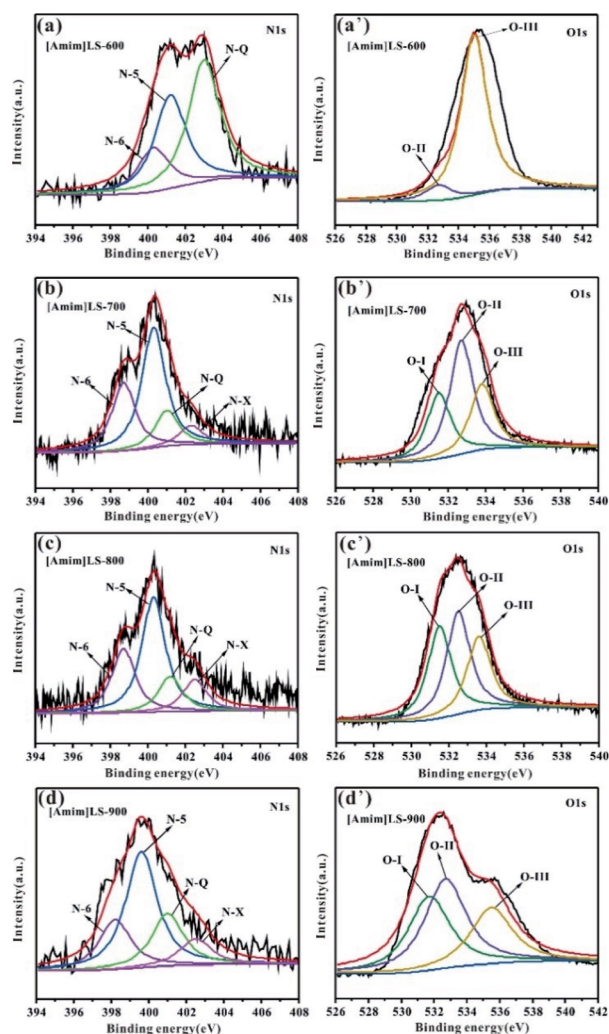 (a)
N1s
[Amim]LS-600
N-Q
N-5
N-6
Intensity(a.u.)
394 396 398 400 402 404 406 408
Binding energy(eV)
(a')
O-III
O1s
[Amim]LS-600
O-II
Intensity(a.u.)
526 528 530 532 534 536 538 540 542
Binding energy(eV)
(b)
N1s
[Amim]LS-700
N-5
N-6
N-Q
N-X
Intensity(a.u.)
394 396 398 400 402 404 406 408
Binding energy(eV)
(b')
O1s
[Amim]LS-700
O-II
O-I
O-III
Intensity(a.u.)
526 528 530 532 534 536 538 540
Binding energy(eV)
(c)
N1s
[Amim]LS-800
N-5
N-6
N-Q
N-X
Intensity(a.u.)
394 396 398 400 402 404 406 408
Binding energy(eV)
(c')
O1s
[Amim]LS-800
O-I
O-II
O-III
Intensity(a.u.)
526 528 530 532 534 536 538 540
Binding energy(eV)
(d)
N1s
[Amim]LS-900
N-5
N-Q
N-6
N-X
Intensity(a.u.)
394 396 398 400 402 404 406 408
Binding energy(eV)
(d')
O1s
[Amim]LS-900
O-II
O-I
O-III
Intensity(a.u.)
526 528 530 532 534 536 538 540 542
Binding energy(eV)